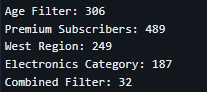 Age Filter: 306
Premium Subscribers: 489
West Region: 249
Electronics Category: 187
Combined Filter: 32